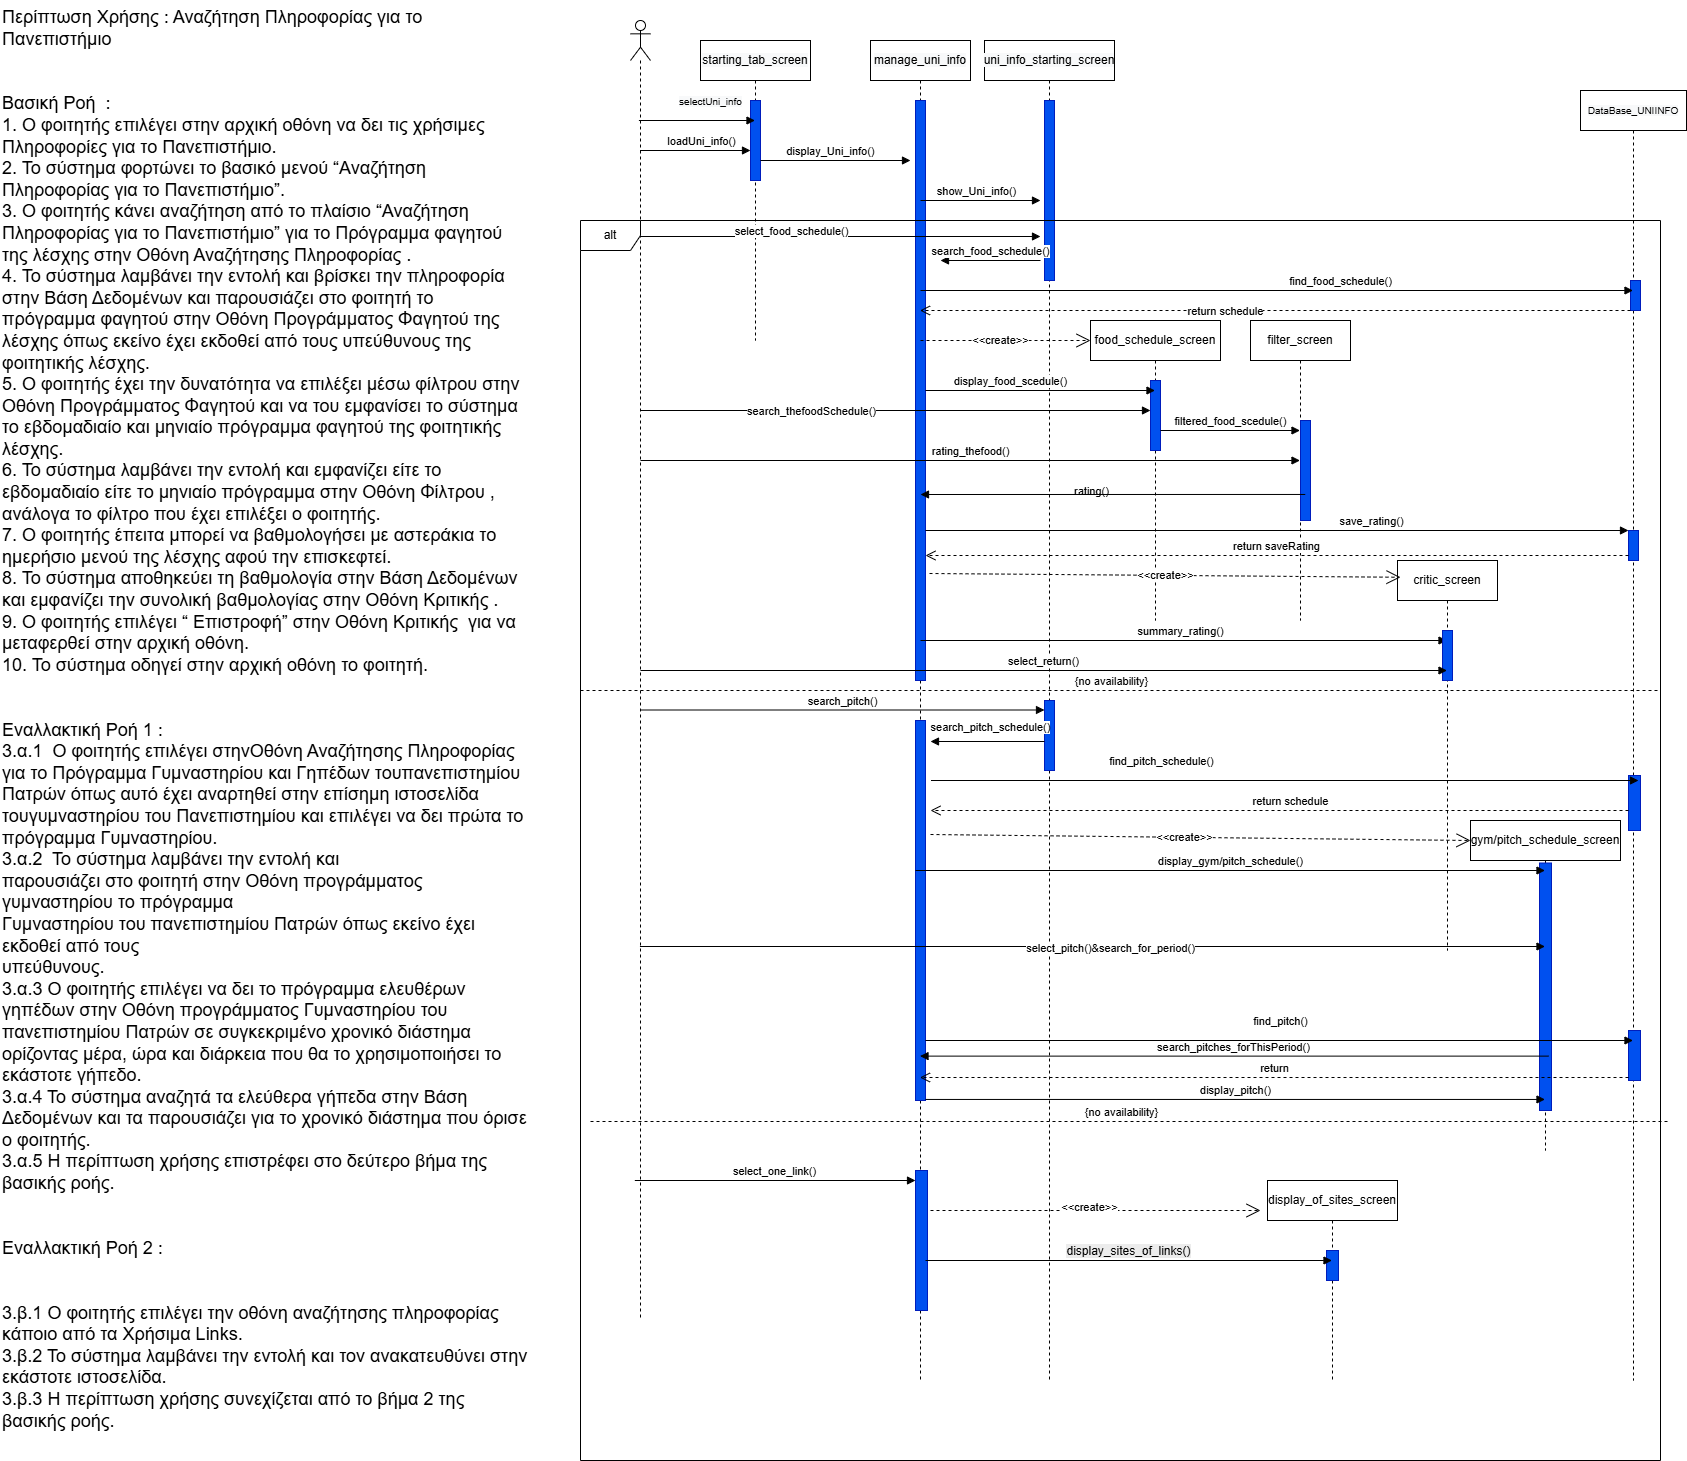 Περίπτωση Χρήσης : Αναζήτηση Πληροφορίας για το
Πανεπιστήμιο
Βασική Ροή  :
1. Ο φοιτητής επιλέγει στην αρχική οθόνη να δει τις χρήσιμες
Πληροφορίες για το Πανεπιστήμιο.
2. Το σύστημα φορτώνει το βασικό μενού “Αναζήτηση
Πληροφορίας για το Πανεπιστήμιο”.
3. Ο φοιτητής κάνει αναζήτηση από το πλαίσιο “Αναζήτηση
Πληροφορίας για το Πανεπιστήμιο” για το Πρόγραμμα φαγητού
της λέσχης στην Οθόνη Αναζήτησης Πληροφορίας .
4. Το σύστημα λαμβάνει την εντολή και βρίσκει την πληροφορία
στην Βάση Δεδομένων και παρουσιάζει στο φοιτητή το
πρόγραμμα φαγητού στην Οθόνη Προγράμματος Φαγητού της
λέσχης όπως εκείνο έχει εκδοθεί από τους υπεύθυνους της
φοιτητικής λέσχης.
5. Ο φοιτητής έχει την δυνατότητα να επιλέξει μέσω φίλτρου στην
Οθόνη Προγράμματος Φαγητού και να του εμφανίσει το σύστημα
το εβδομαδιαίο και μηνιαίο πρόγραμμα φαγητού της φοιτητικής
λέσχης.
6. Το σύστημα λαμβάνει την εντολή και εμφανίζει είτε το
εβδομαδιαίο είτε το μηνιαίο πρόγραμμα στην Οθόνη Φίλτρου ,
ανάλογα το φίλτρο που έχει επιλέξει ο φοιτητής.
7. Ο φοιτητής έπειτα μπορεί να βαθμολογήσει με αστεράκια το
ημερήσιο μενού της λέσχης αφού την επισκεφτεί.
8. Το σύστημα αποθηκεύει τη βαθμολογία στην Βάση Δεδομένων
και εμφανίζει την συνολική βαθμολογίας στην Οθόνη Κριτικής .
9. Ο φοιτητής επιλέγει “ Επιστροφή” στην Οθόνη Κριτικής  για να
μεταφερθεί στην αρχική οθόνη.
10. Το σύστημα οδηγεί στην αρχική οθόνη το φοιτητή.
Εναλλακτική Ροή 1 :
3.α.1  Ο φοιτητής επιλέγει στηνΟθόνη Αναζήτησης Πληροφορίας
για το Πρόγραμμα Γυμναστηρίου και Γηπέδων τουπανεπιστημίου
Πατρών όπως αυτό έχει αναρτηθεί στην επίσημη ιστοσελίδα
τουγυμναστηρίου του Πανεπιστημίου και επιλέγει να δει πρώτα το
πρόγραμμα Γυμναστηρίου.
3.α.2  Το σύστημα λαμβάνει την εντολή και
παρουσιάζει στο φοιτητή στην Οθόνη προγράμματος
γυμναστηρίου το πρόγραμμα
Γυμναστηρίου του πανεπιστημίου Πατρών όπως εκείνο έχει
εκδοθεί από τους
υπεύθυνους.
3.α.3 Ο φοιτητής επιλέγει να δει το πρόγραμμα ελευθέρων
γηπέδων στην Οθόνη προγράμματος Γυμναστηρίου του
πανεπιστημίου Πατρών σε συγκεκριμένο χρονικό διάστημα
ορίζοντας μέρα, ώρα και διάρκεια που θα το χρησιμοποιήσει το
εκάστοτε γήπεδο.
3.α.4 Το σύστημα αναζητά τα ελεύθερα γήπεδα στην Βάση
Δεδομένων και τα παρουσιάζει για το χρονικό διάστημα που όρισε
ο φοιτητής.
3.α.5 Η περίπτωση χρήσης επιστρέφει στο δεύτερο βήμα της
βασικής ροής.
Εναλλακτική Ροή 2 :
3.β.1 Ο φοιτητής επιλέγει την οθόνη αναζήτησης πληροφορίας
κάποιο από τα Χρήσιμα Links.
3.β.2 Το σύστημα λαμβάνει την εντολή και τον ανακατευθύνει στην
εκάστοτε ιστοσελίδα.
3.β.3 Η περίπτωση χρήσης συνεχίζεται από το βήμα 2 της
βασικής ροής.
starting_tab_screen
manage_uni_info
uni_info_starting_screen
DataBase_UNIINFO
selectUni_info
loadUni_info()
display_Uni_info()
show_Uni_info()
alt
select_food_schedule()
search_food_schedule()
find_food_schedule()
return schedule
<<create>>
food_schedule_screen
filter_screen
display_food_scedule()
search_thefoodSchedule()
filtered_food_scedule()
rating_thefood()
rating()
save_rating()
return saveRating
<<create>>
critic_screen
summary_rating()
select_return()
{no availability}
search_pitch()
search_pitch_schedule()
find_pitch_schedule()
return schedule
<<create>>
gym/pitch_schedule_screen
display_gym/pitch_schedule()
select_pitch()&search_for_period()
find_pitch()
search_pitches_forThisPeriod()
return
display_pitch()
{no availability}
select_one_link()
<<create>>
display_of_sites_screen
display_sites_of_links()